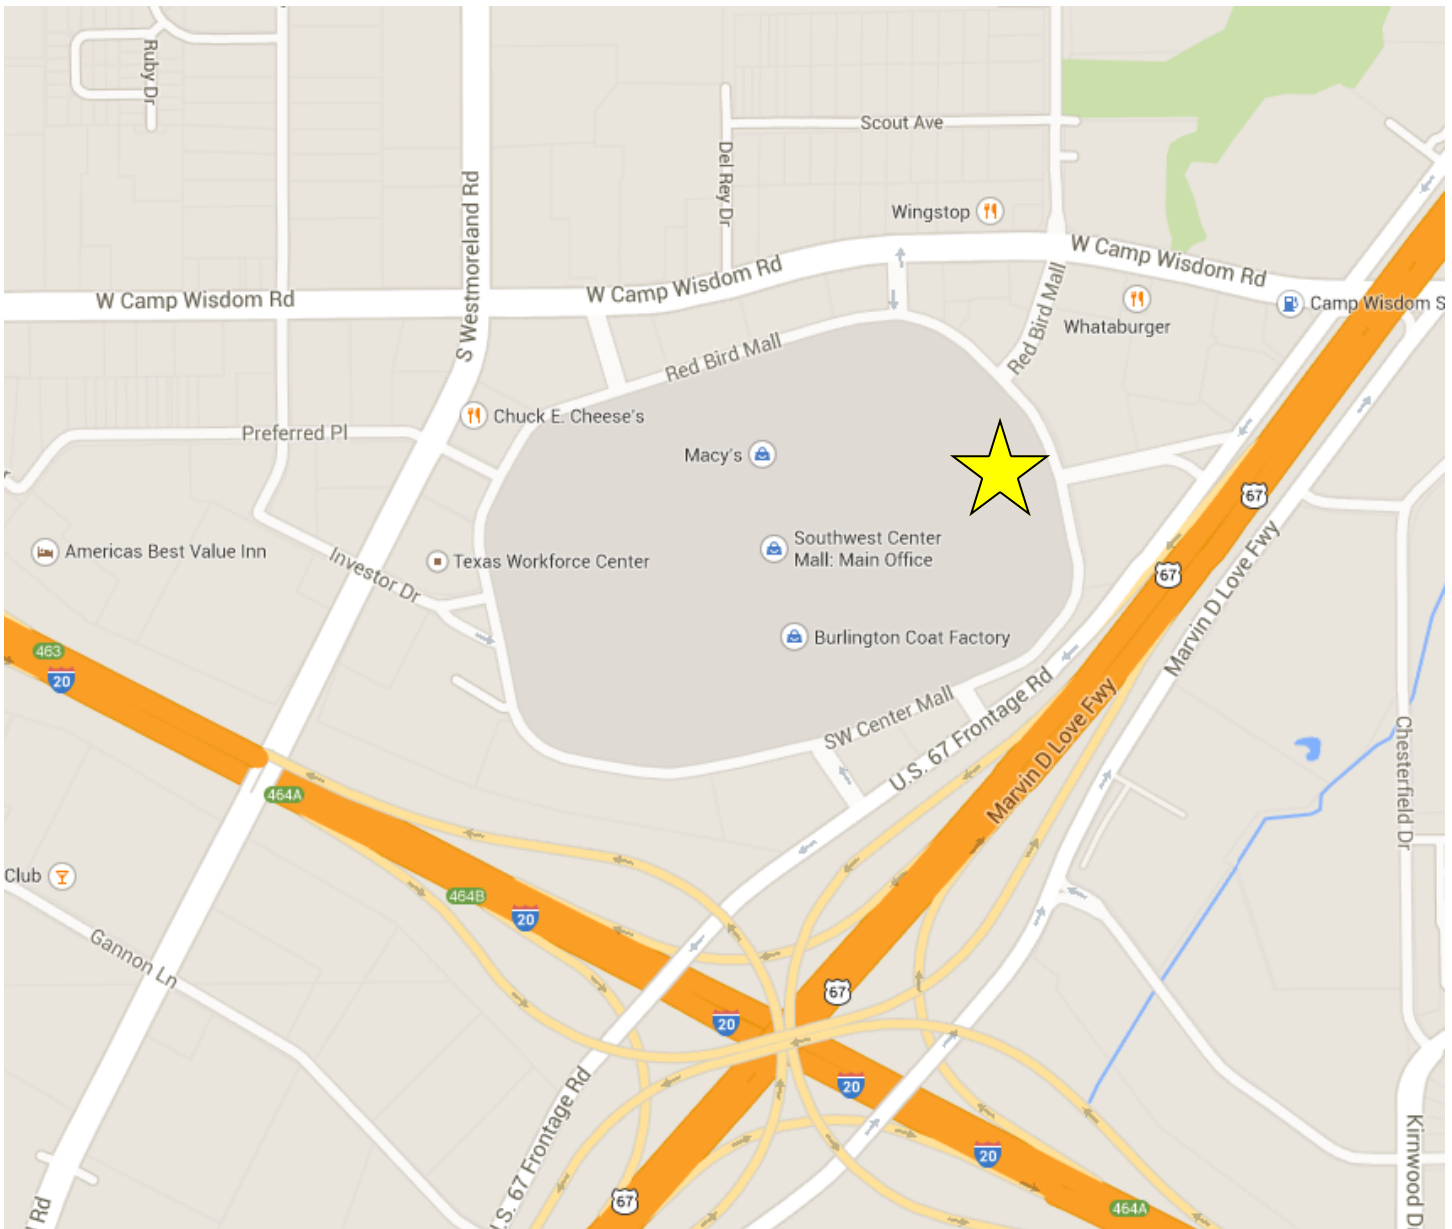 Ruby Dr
S Westmoreland Rd
Del Rey Dr
Scout Ave
Wingstop
W Camp Wisdom Rd
W Camp Wisdom Rd
W Camp Wisdom Rd
Red Bird Mall
Red Bird Mall
Whataburger
Camp Wisdom S
Chuck E. Cheese's
Preferred Pl
Macy's
67
Americas Best Value Inn
Investor Dr
Texas Workforce Center
Southwest Center
Mall: Main Office
67
Marvin D Love Fwy
Burlington Coat Factory
463
20
SW Center Mall
U.S. 67 Frontage Rd
Marvin D Love Fwy
Chesterfield Dr
464A
Club
464B
20
Gannon Ln
67
20
20
U.S. 67 Frontage Rd
20
Kirnwood D
67
464A
Rd